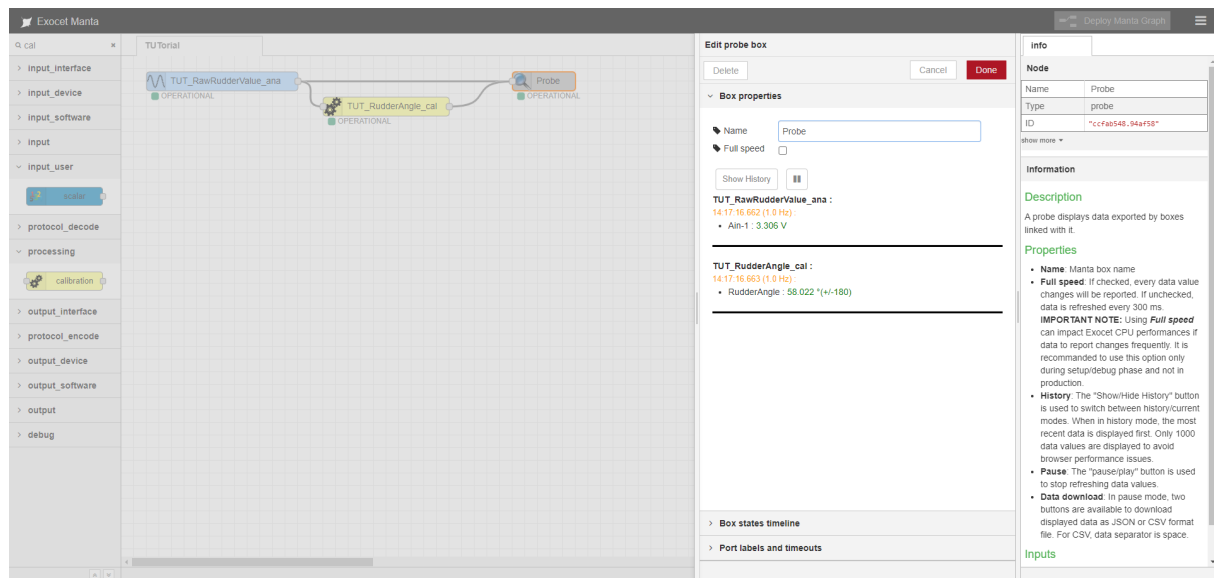 Exocet Manta
Deploy Manta Graph
cal
input_interface
input_device
input_software
input
input_user
scalar
protocol_decode
processing
calibration
output_interface
protocol_encode
output_device
output_software
output
debug
TUTorial
TUT_RawRudderValue_ana
OPERATIONAL
TUT_RudderAngle_cal
OPERATIONAL
Probe
OPERATIONAL
Edit probe box
Delete
Cancel
Done
Box properties
Name
Probe
Full speed
Show History
TUT_RawRudderValue_ana :
14:17:16.662 (1.0 Hz) :
• Ain-1 : 3.306 V
TUT_RudderAngle_cal :
14:17:16.663 (1.0 Hz) :
• RudderAngle : 58.022 °(+/-180)
Box states timeline
Port labels and timeouts
info
Node
Name Probe
Type probe
ID "ccfab548.94af58"
show more
Information
Description
A probe displays data exported by boxes
linked with it.
Properties
• Name: Manta box name
• Full speed: If checked, every data value
changes will be reported. If unchecked,
data is refreshed every 300 ms.
IMPORTANT NOTE: Using Full speed
can impact Exocet CPU performances if
data to report changes frequently. It is
recommanded to use this option only
during setup/debug phase and not in
production.
• History: The "Show/Hide History" button
is used to switch between history/current
modes. When in history mode, the most
recent data is displayed first. Only 1000
data values are displayed to avoid
browser performance issues.
• Pause: The "pause/play" button is used
to stop refreshing data values.
• Data download: In pause mode, two
buttons are available to download
displayed data as JSON or CSV format
file. For CSV, data separator is space.
Inputs